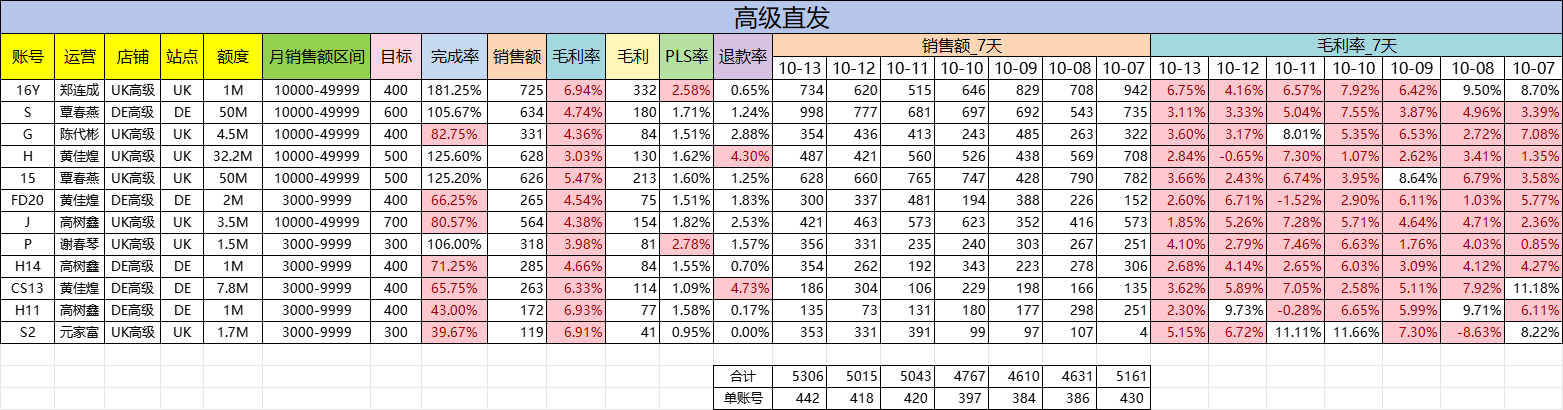 高级直发
账号 运营 店铺 站点 额度 月销售额区间 目标 完成率 销售额 毛利率 毛利 PLS率 退款率 销售额_7天 毛利率_7天
10-13 10-12 10-11 10-10 10-09 10-08 10-07 10-13 10-12 10-11 10-10 10-09 10-08 10-07
16Y 郑连成 UK高级 UK 1M 10000-49999 400 181.25% 725 6.94% 332 2.58% 0.65% 734 620 515 646 829 708 942 6.75% 4.16% 6.57% 7.92% 6.42% 9.50% 8.70%
S 覃春燕 DE高级 DE 50M 10000-49999 600 105.67% 634 4.74% 180 1.71% 1.24% 998 777 681 697 692 543 735 3.11% 3.33% 5.04% 7.55% 3.87% 4.96% 3.39%
G 陈代彬 UK高级 UK 4.5M 10000-49999 400 82.75% 331 4.36% 84 1.51% 2.88% 354 436 413 243 485 263 322 3.60% 3.17% 8.01% 5.35% 6.53% 2.72% 7.08%
H 黄佳煌 UK高级 UK 32.2M 10000-49999 500 125.60% 628 3.03% 130 1.62% 4.30% 487 421 560 526 438 569 708 2.84% -0.65% 7.30% 1.07% 2.62% 3.41% 1.35%
15 覃春燕 UK高级 UK 50M 10000-49999 500 125.20% 626 5.47% 213 1.60% 1.25% 628 660 765 747 428 790 782 3.66% 2.43% 6.74% 3.95% 8.64% 6.79% 3.58%
FD20 黄佳煌 DE高级 DE 2M 3000-9999 400 66.25% 265 4.54% 75 1.51% 1.83% 300 337 481 194 388 226 152 2.60% 6.71% -1.52% 2.90% 6.11% 1.03% 5.77%
J 高树鑫 UK高级 UK 3.5M 10000-49999 700 80.57% 564 4.38% 154 1.82% 2.53% 421 463 573 623 352 416 573 1.85% 5.26% 7.28% 5.71% 4.64% 4.71% 2.36%
P 谢春琴 UK高级 UK 1.5M 3000-9999 300 106.00% 318 3.98% 81 2.78% 1.57% 356 331 235 240 303 267 251 4.10% 2.79% 7.46% 6.63% 1.76% 4.03% 0.85%
H14 高树鑫 DE高级 DE 1M 3000-9999 400 71.25% 285 4.66% 84 1.55% 0.70% 354 262 192 343 223 278 306 2.68% 4.14% 2.65% 6.03% 3.09% 4.12% 4.27%
CS13 黄佳煌 DE高级 DE 7.8M 3000-9999 400 65.75% 263 6.33% 114 1.09% 4.73% 186 304 106 229 198 166 135 3.62% 5.89% 7.05% 2.58% 5.11% 7.92% 11.18%
H11 高树鑫 DE高级 DE 1M 3000-9999 400 43.00% 172 6.93% 77 1.58% 0.17% 135 73 131 180 177 298 251 2.30% 9.73% -0.28% 6.65% 5.99% 9.71% 6.11%
S2 元家富 UK高级 UK 1.7M 3000-9999 300 39.67% 119 6.91% 41 0.95% 0.00% 353 331 391 99 97 107 4 5.15% 6.72% 11.11% 11.66% 7.30% -8.63% 8.22%
合计 5306 5015 5043 4767 4610 4631 5161
单账号 442 418 420 397 384 386 430